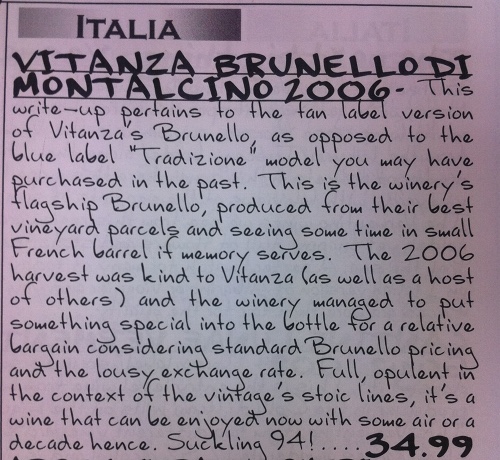 ITALIA
VITANZA BRUNELLO DI
MONTALCINO 2006- This
write-up pertains to the tan label version
of Vitanza's Brunello, as opposed to the
blue label "Tradizione" model you may have
purchased in the past. This is the winery's
flagship Brunello, produced from their best
vineyard parcels and seeing some time in small
French barrel if memory serves. The 2006
harvest was kind to Vitanza (as well as a host
of others) and the winery managed to put
something special into the bottle for a relative
bargain considering standard Brunello pricing
and the lousy exchange rate. Full, opulent in
the context of the vintage's stoic lines, it's a
wine that can be enjoyed now with some air or a
decade hence. Suckling 94!....34.99